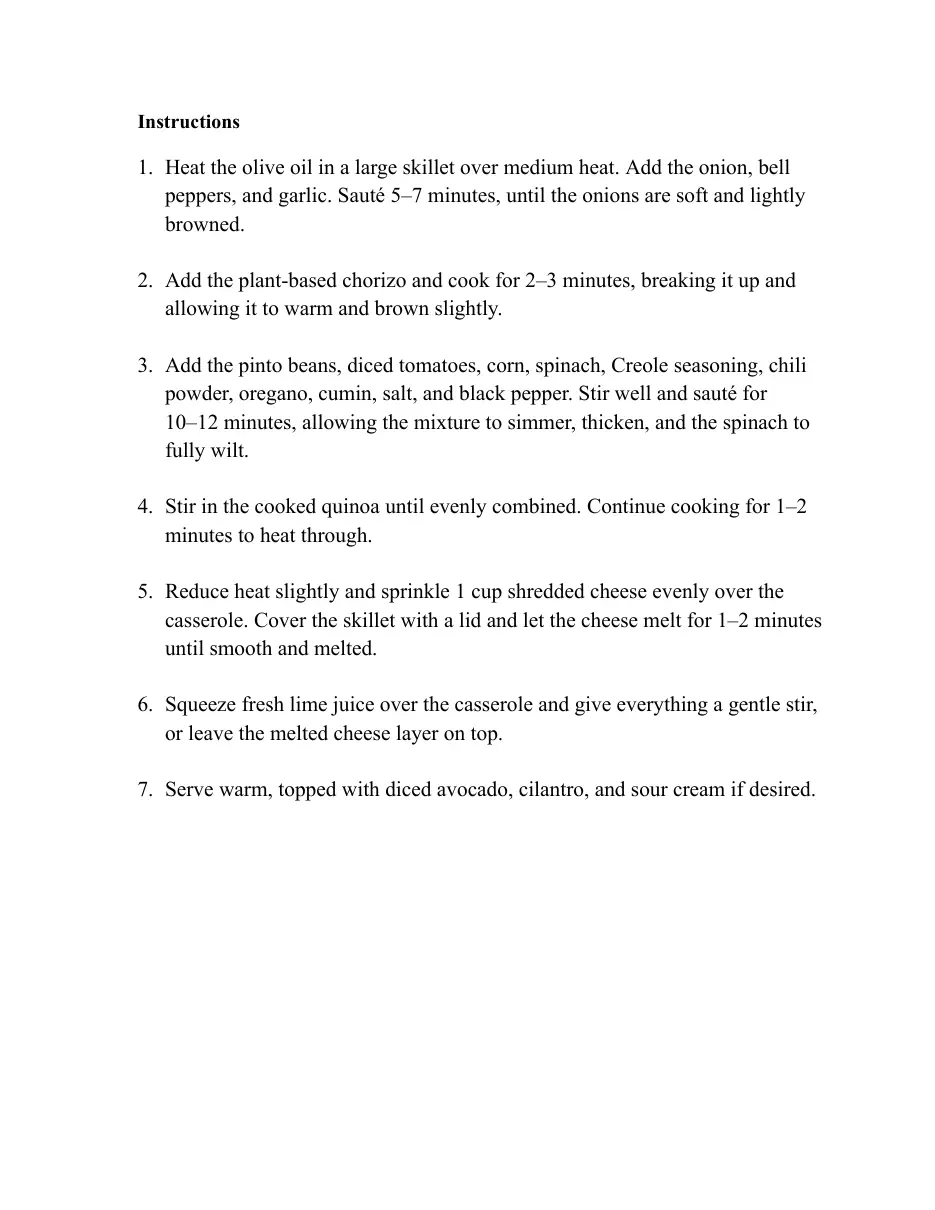 Instructions
1. Heat the olive oil in a large skillet over medium heat. Add the onion, bell
peppers, and garlic. Sauté 5–7 minutes, until the onions are soft and lightly
browned.
2. Add the plant-based chorizo and cook for 2–3 minutes, breaking it up and
allowing it to warm and brown slightly.
3. Add the pinto beans, diced tomatoes, corn, spinach, Creole seasoning, chili
powder, oregano, cumin, salt, and black pepper. Stir well and sauté for
10–12 minutes, allowing the mixture to simmer, thicken, and the spinach to
fully wilt.
4. Stir in the cooked quinoa until evenly combined. Continue cooking for 1–2
minutes to heat through.
5. Reduce heat slightly and sprinkle 1 cup shredded cheese evenly over the
casserole. Cover the skillet with a lid and let the cheese melt for 1–2 minutes
until smooth and melted.
6. Squeeze fresh lime juice over the casserole and give everything a gentle stir,
or leave the melted cheese layer on top.
7. Serve warm, topped with diced avocado, cilantro, and sour cream if desired.